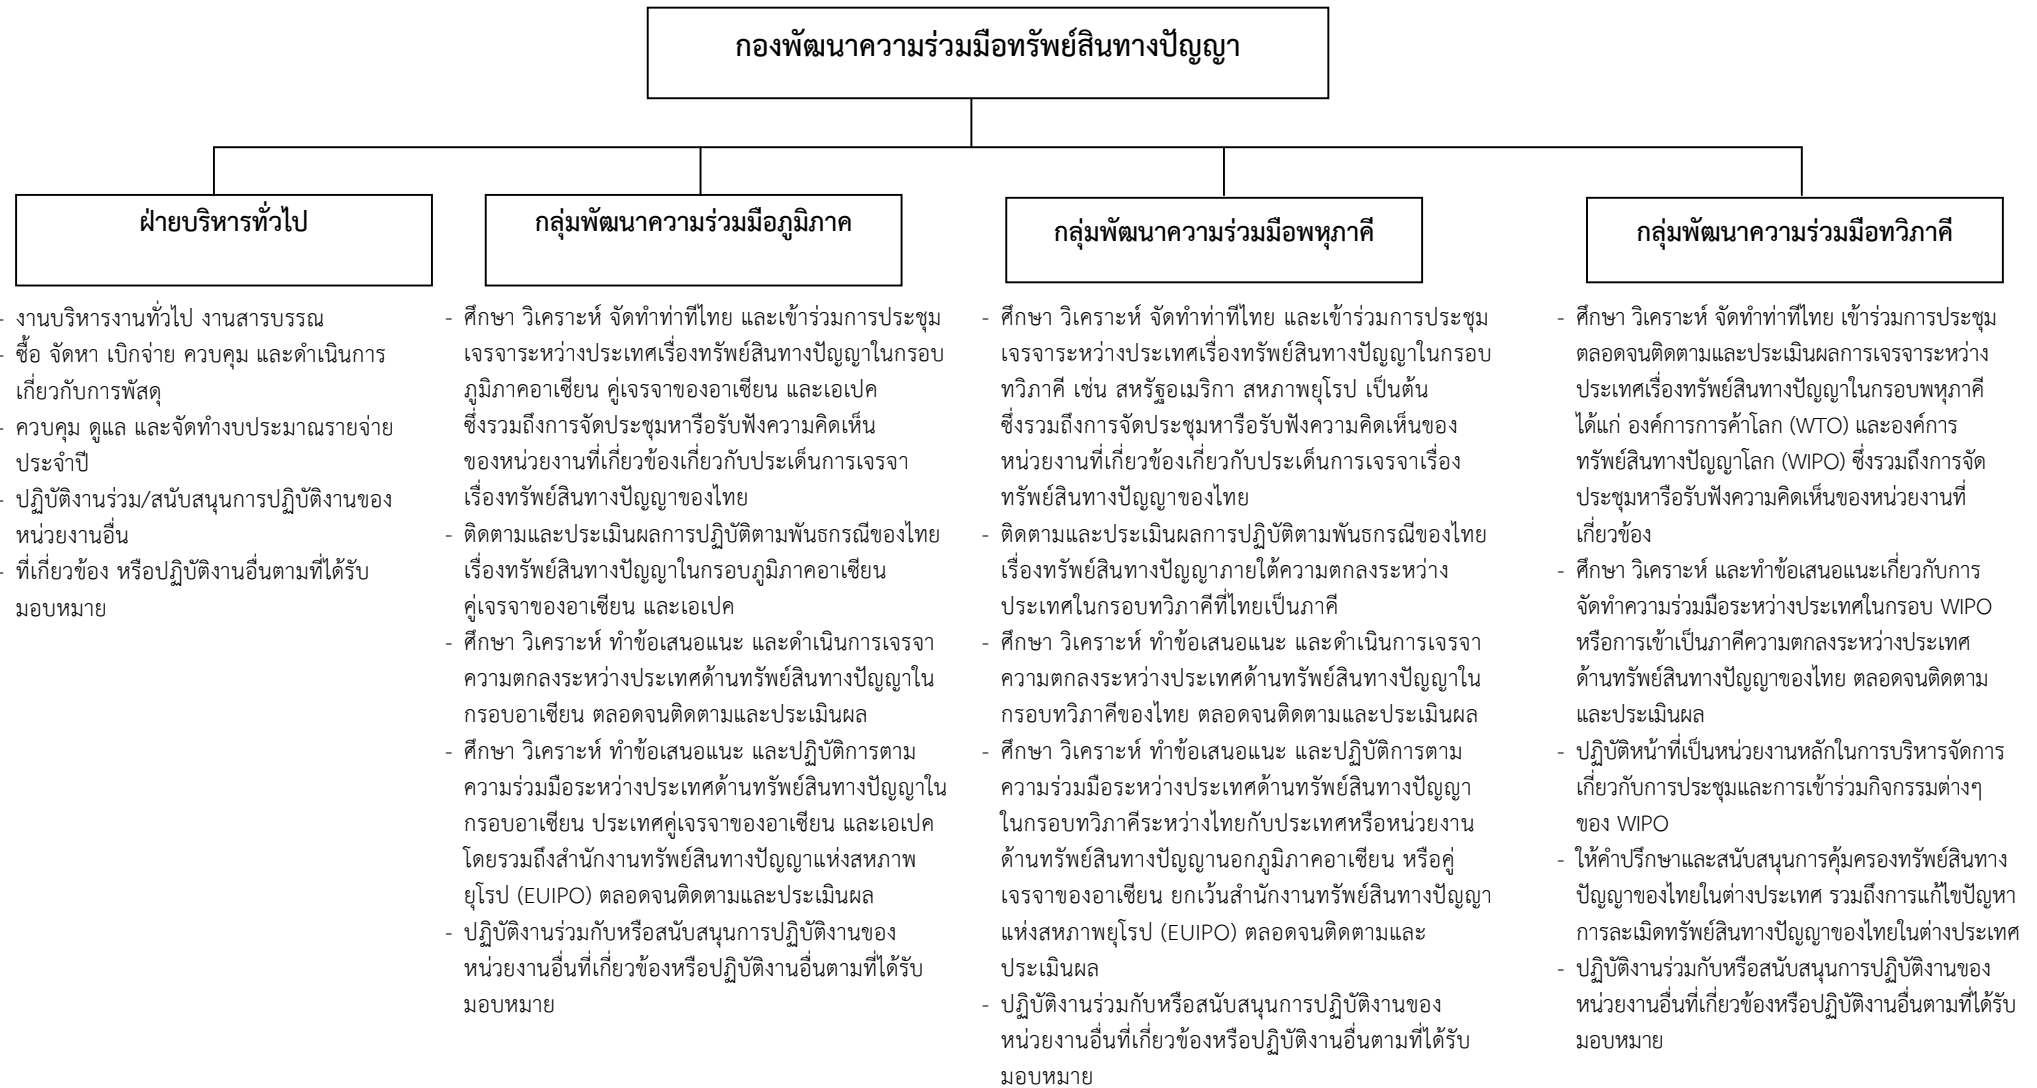 กองพัฒนาความร่วมมือทรัพย์สินทางปัญญา
ฝ่ายบริหารทั่วไป
- งานบริหารงานทั่วไป งานสารบรรณ
- ซื้อ จัดหา เบิกจ่าย ควบคุม และดำเนินการ
เกี่ยวกับการพัสดุ
- ควบคุม ดูแล และจัดทำงบประมาณรายจ่าย
ประจำปี
- ปฏิบัติงานร่วม/สนับสนุนการปฏิบัติงานของ
หน่วยงานอื่น
- ที่เกี่ยวข้อง หรือปฏิบัติงานอื่นตามที่ได้รับ
มอบหมาย
กลุ่มพัฒนาความร่วมมือภูมิภาค
- ศึกษา วิเคราะห์ จัดทำท่าทีไทย และเข้าร่วมการประชุม
เจรจาระหว่างประเทศเรื่องทรัพย์สินทางปัญญาในกรอบ
ภูมิภาคอาเซียน คู่เจรจาของอาเซียน และเอเปค
ซึ่งรวมถึงการจัดประชุมหารือรับฟังความคิดเห็น
ของหน่วยงานที่เกี่ยวข้องเกี่ยวกับประเด็นการเจรจา
เรื่องทรัพย์สินทางปัญญาของไทย
- ติดตามและประเมินผลการปฏิบัติตามพันธกรณีของไทย
เรื่องทรัพย์สินทางปัญญาในกรอบภูมิภาคอาเซียน
คู่เจรจาของอาเซียน และเอเปค
- ศึกษา วิเคราะห์ ทำข้อเสนอแนะ และดำเนินการเจรจา
ความตกลงระหว่างประเทศด้านทรัพย์สินทางปัญญาใน
กรอบอาเซียน ตลอดจนติดตามและประเมินผล
- ศึกษา วิเคราะห์ ทำข้อเสนอแนะ และปฏิบัติการตาม
ความร่วมมือระหว่างประเทศด้านทรัพย์สินทางปัญญาใน
กรอบอาเซียน ประเทศคู่เจรจาของอาเซียน และเอเปค
โดยรวมถึงสำนักงานทรัพย์สินทางปัญญาแห่งสหภาพ
ยุโรป (EUIPO) ตลอดจนติดตามและประเมินผล
- ปฏิบัติงานร่วมกับหรือสนับสนุนการปฏิบัติงานของ
หน่วยงานอื่นที่เกี่ยวข้องหรือปฏิบัติงานอื่นตามที่ได้รับ
มอบหมาย
กลุ่มพัฒนาความร่วมมือพหุภาคี
- ศึกษา วิเคราะห์ จัดทำท่าทีไทย และเข้าร่วมการประชุม
เจรจาระหว่างประเทศเรื่องทรัพย์สินทางปัญญาในกรอบ
ทวิภาคี เช่น สหรัฐอเมริกา สหภาพยุโรป เป็นต้น
ซึ่งรวมถึงการจัดประชุมหารือรับฟังความคิดเห็นของ
หน่วยงานที่เกี่ยวข้องเกี่ยวกับประเด็นการเจรจาเรื่อง
ทรัพย์สินทางปัญญาของไทย
- ติดตามและประเมินผลการปฏิบัติตามพันธกรณีของไทย
เรื่องทรัพย์สินทางปัญญาภายใต้ความตกลงระหว่าง
ประเทศในกรอบทวิภาคีที่ไทยเป็นภาคี
- ศึกษา วิเคราะห์ ทำข้อเสนอแนะ และดำเนินการเจรจา
ความตกลงระหว่างประเทศด้านทรัพย์สินทางปัญญาใน
กรอบทวิภาคีของไทย ตลอดจนติดตามและประเมินผล
- ศึกษา วิเคราะห์ ทำข้อเสนอแนะ และปฏิบัติการตาม
ความร่วมมือระหว่างประเทศด้านทรัพย์สินทางปัญญา
ในกรอบทวิภาคีระหว่างไทยกับประเทศหรือหน่วยงาน
ด้านทรัพย์สินทางปัญญานอกภูมิภาคอาเซียน หรือคู่
เจรจาของอาเซียน ยกเว้นสำนักงานทรัพย์สินทางปัญญา
แห่งสหภาพยุโรป (EUIPO) ตลอดจนติดตามและ
ประเมินผล
- ปฏิบัติงานร่วมกับหรือสนับสนุนการปฏิบัติงานของ
หน่วยงานอื่นที่เกี่ยวข้องหรือปฏิบัติงานอื่นตามที่ได้รับ
มอบหมาย
กลุ่มพัฒนาความร่วมมือทวิภาคี
- ศึกษา วิเคราะห์ จัดทำท่าทีไทย เข้าร่วมการประชุม
ตลอดจนติดตามและประเมินผลการเจรจาระหว่าง
ประเทศเรื่องทรัพย์สินทางปัญญาในกรอบพหุภาคี
ได้แก่ องค์การการค้าโลก (WTO) และองค์การ
ทรัพย์สินทางปัญญาโลก (WIPO) ซึ่งรวมถึงการจัด
ประชุมหารือรับฟังความคิดเห็นของหน่วยงานที่
เกี่ยวข้อง
- ศึกษา วิเคราะห์ และทำข้อเสนอแนะเกี่ยวกับการ
จัดทำความร่วมมือระหว่างประเทศในกรอบ WIPO
หรือการเข้าเป็นภาคีความตกลงระหว่างประเทศ
ด้านทรัพย์สินทางปัญญาของไทย ตลอดจนติดตาม
และประเมินผล
- ปฏิบัติหน้าที่เป็นหน่วยงานหลักในการบริหารจัดการ
เกี่ยวกับการประชุมและการเข้าร่วมกิจกรรมต่างๆ
ของ WIPO
- ให้คำปรึกษาและสนับสนุนการคุ้มครองทรัพย์สินทาง
ปัญญาของไทยในต่างประเทศ รวมถึงการแก้ไขปัญหา
การละเมิดทรัพย์สินทางปัญญาของไทยในต่างประเทศ
- ปฏิบัติงานร่วมกับหรือสนับสนุนการปฏิบัติงานของ
หน่วยงานอื่นที่เกี่ยวข้องหรือปฏิบัติงานอื่นตามที่ได้รับ
มอบหมาย